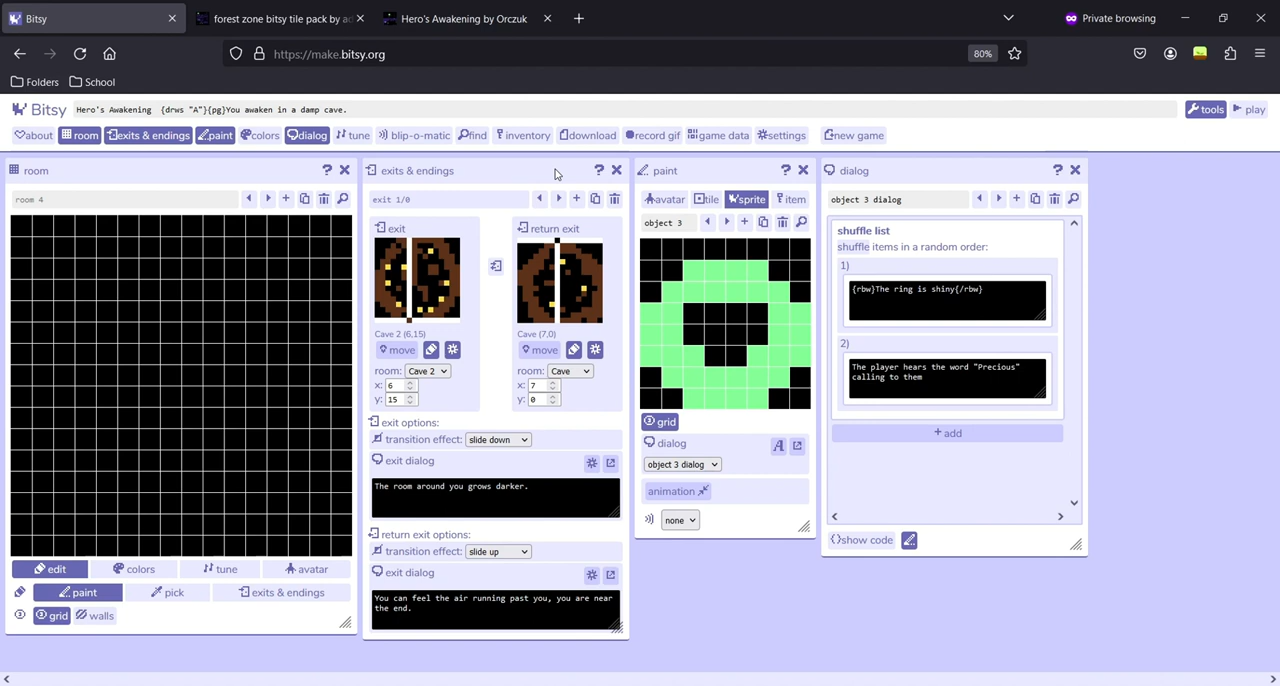 Bitsy
forest zone bitsy tile pack by ad
Hero's Awakening by Orczuk
Private browsing
https://make.bitsy.org
80%
Folders
School
Bitsy
Hero's Awakening {drws "A"}{pg}You awaken in a damp cave.
tools
play
about
room
exits & endings
paint
colors
dialog
tune
blip-o-matic
find
inventory
download
record gif
game data
settings
new game
room
?
room 4
edit
colors
tune
avatar
paint
pick
exits & endings
grid
walls
exits & endings
?
exit 1/0
exit
return exit
Cave 2 (6,15)
Cave (7,0)
move
move
room: Cave 2
room: Cave
x: 6
x: 7
y: 15
y: 0
exit options:
transition effect: slide down
exit dialog
The room around you grows darker.
return exit options:
transition effect: slide up
exit dialog
You can feel the air running past you, you are near
the end.
paint
?
avatar
tile
sprite
item
object 3
grid
dialog
A
object 3 dialog
animation
none
dialog
?
object 3 dialog
shuffle list
shuffle items in a random order:
1)
{rbw}The ring is shiny{/rbw}
2)
The player hears the word "Precious"
calling to them
+ add
show code